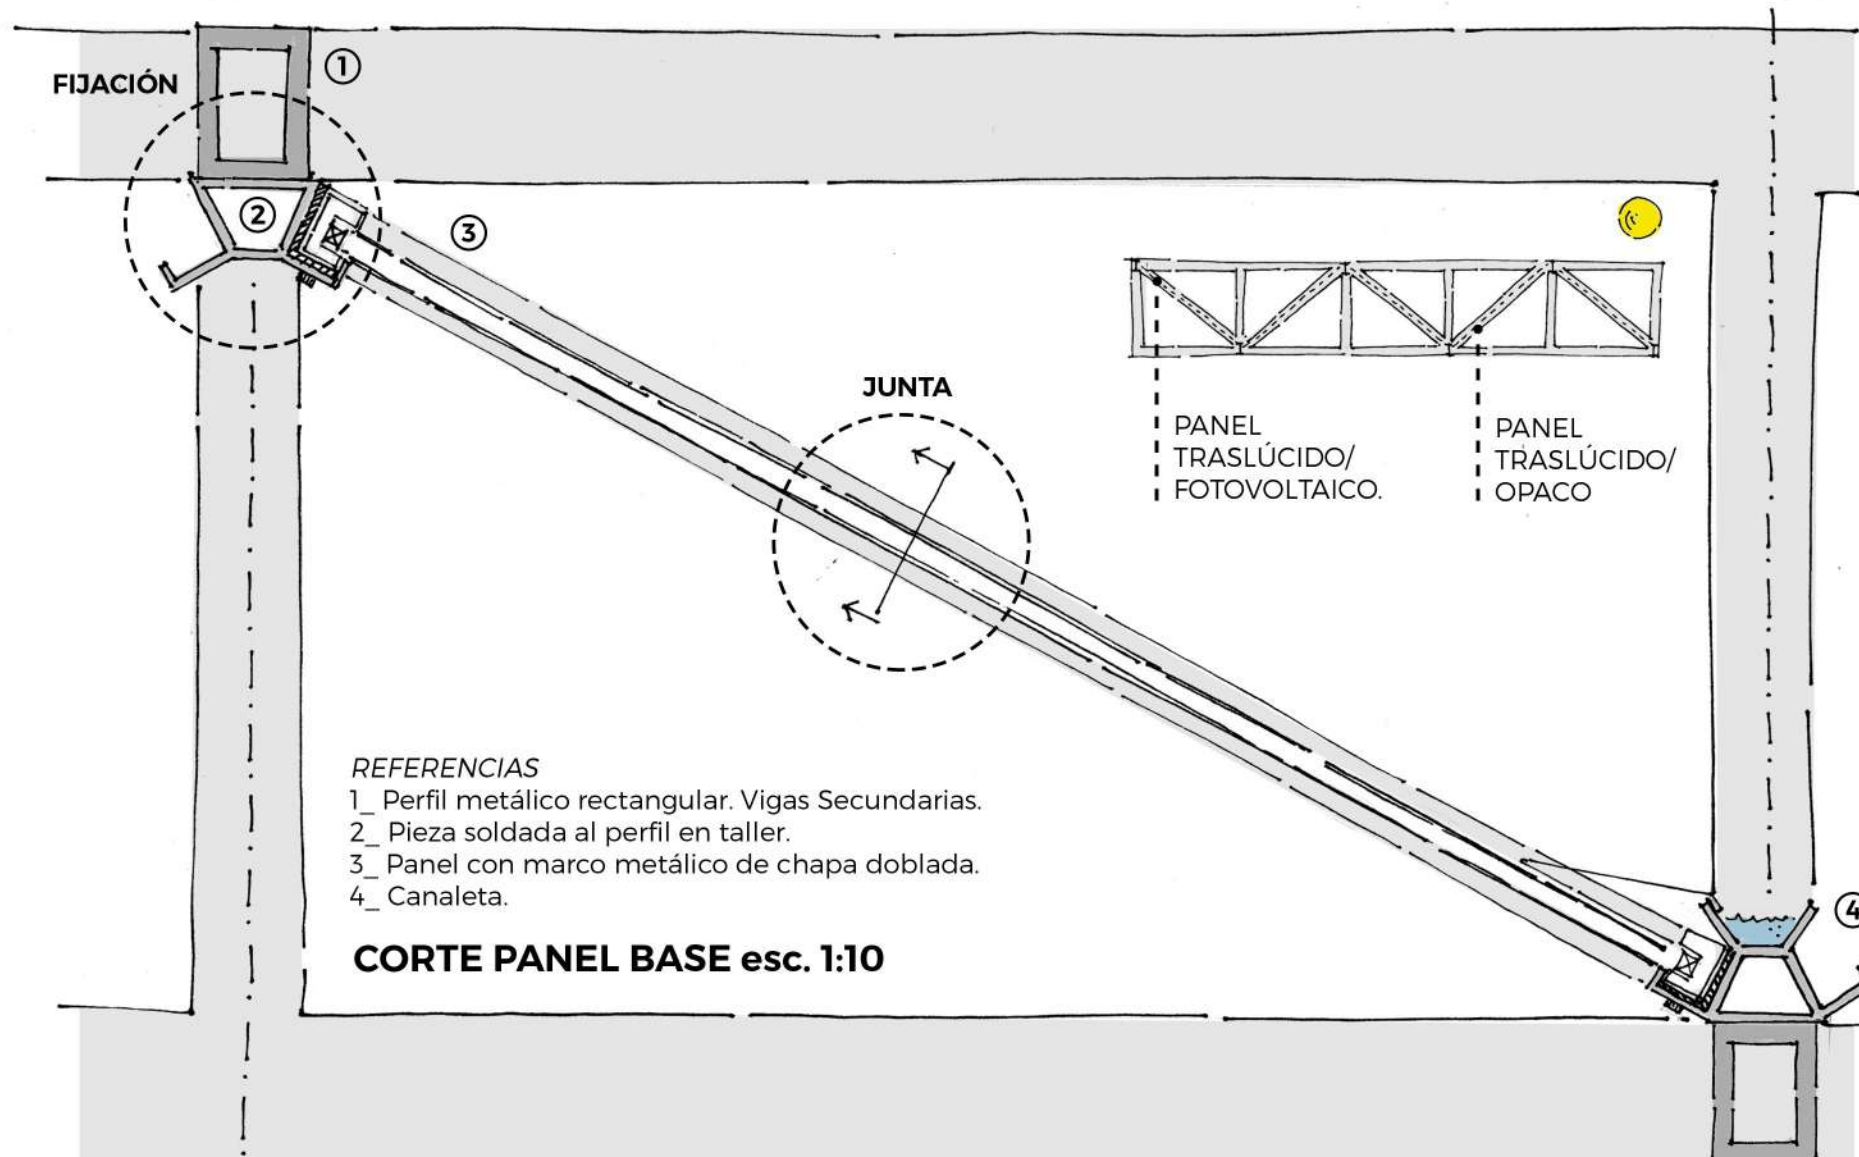 FIJACIÓN
①
②
③
JUNTA
PANEL
TRASLÚCIDO/
FOTOVOLTAICO.
PANEL
TRASLÚCIDO/
OPACO
REFERENCIAS
1_ Perfil metálico rectangular. Vigas Secundarias.
2_ Pieza soldada al perfil en taller.
3_ Panel con marco metálico de chapa doblada.
4_ Canaleta.
④
CORTE PANEL BASE esc. 1:10